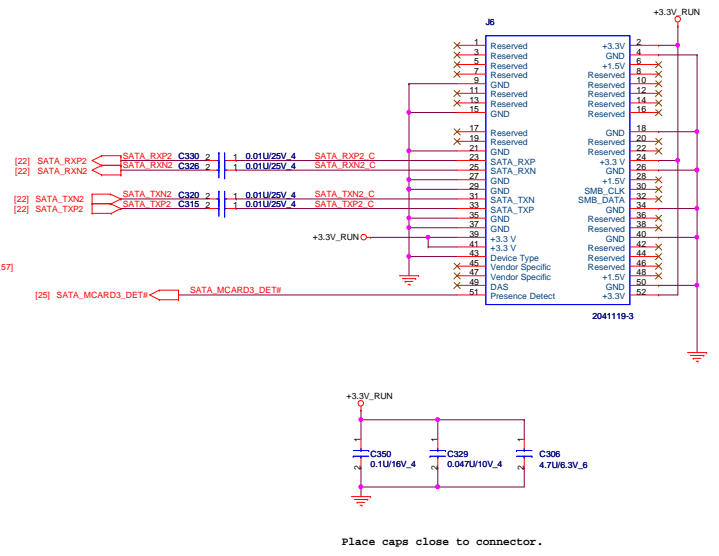 +3.3V_RUN
J6
1 Reserved +3.3V 2
3 Reserved GND 4
5 Reserved +1.5V 6
7 Reserved Reserved 8
9 GND Reserved 10
11 Reserved Reserved 12
13 Reserved Reserved 14
15 GND Reserved 16
17 Reserved GND 18
19 Reserved Reserved 20
21 GND Reserved 22
[22] SATA_RXP2 SATA_RXP2 C330 2 1 0.01U/25V_4 SATA_RXP2_C 23 SATA_RXP +3.3 V 24
[22] SATA_RXN2 SATA_RXN2 C326 2 1 0.01U/25V_4 SATA_RXN2_C 25 SATA_RXN GND 26
27 GND +1.5V 28
29 GND SMB_CLK 30
[22] SATA_TXN2 SATA_TXN2 C320 2 1 0.01U/25V_4 SATA_TXN2_C 31 SATA_TXN SMB_DATA 32
[22] SATA_TXP2 SATA_TXP2 C315 2 1 0.01U/25V_4 SATA_TXP2_C 33 SATA_TXP GND 34
35 GND Reserved 36
37 GND Reserved 38
+3.3V_RUN 39 +3.3 V GND 40
41 +3.3 V Reserved 42
43 Device Type Reserved 44
57] 45 Vendor Specific Reserved 46
47 Vendor Specific +1.5V 48
49 DAS GND 50
[25] SATA_MCARD3_DET# SATA_MCARD3_DET# 51 Presence Detect +3.3V 52
2041119-3
+3.3V_RUN
1 1 1
C350 C329 C306
0.1U/16V_4 0.047U/10V_4 4.7U/6.3V_6
2 2 2
Place caps close to connector.